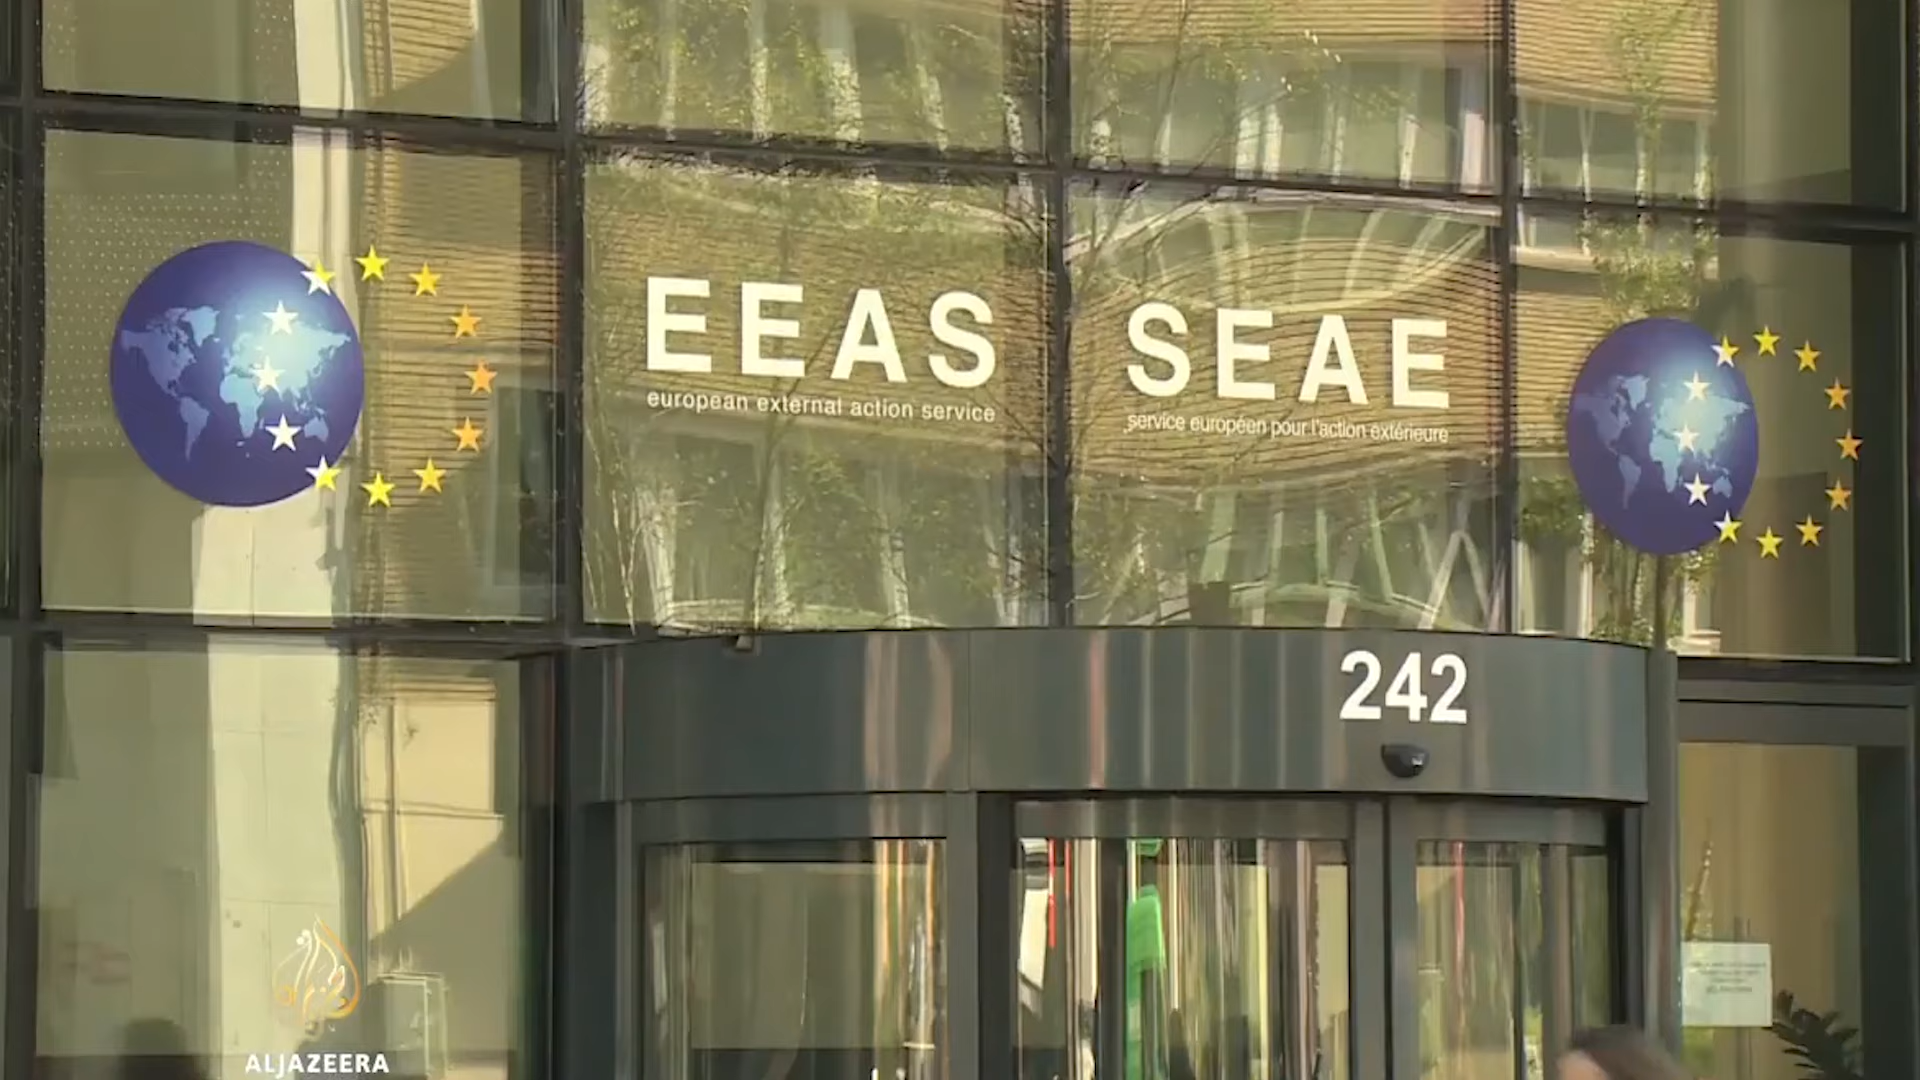 EEAS
european external action service
SEAE
service européen pour l'action extérieure
242
ALJAZEERA